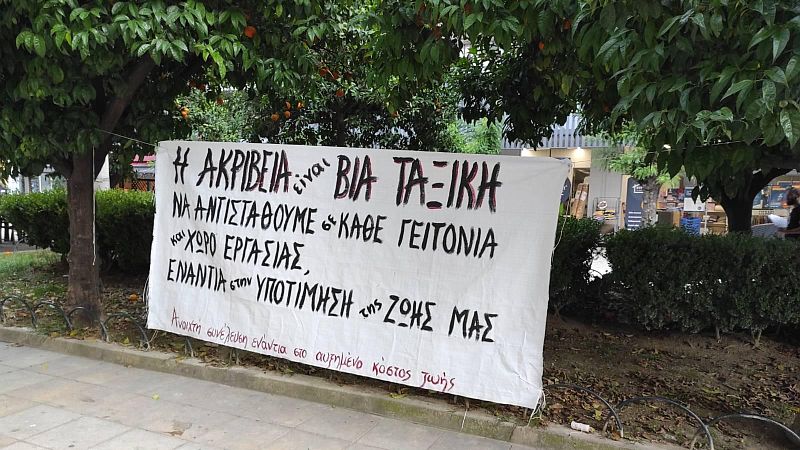 Η ΑΚΡΙΒΕΙΑ είναι ΒΙΑ ΤΑΞΙΚΗ
ΝΑ ΑΝΤΙΣΤΑΘΟΥΜΕ σε ΚΑΘΕ ΓΕΙΤΟΝΙΑ
και ΧΩΡΟ ΕΡΓΑΣΙΑΣ,
ΕΝΑΝΤΙΑ στην ΥΠΟΤΙΜΗΣΗ της ΖΩΗΣ ΜΑΣ
Ανοιχτή συνέλευση ενάντια στο αυξημένο κόστος ζωής